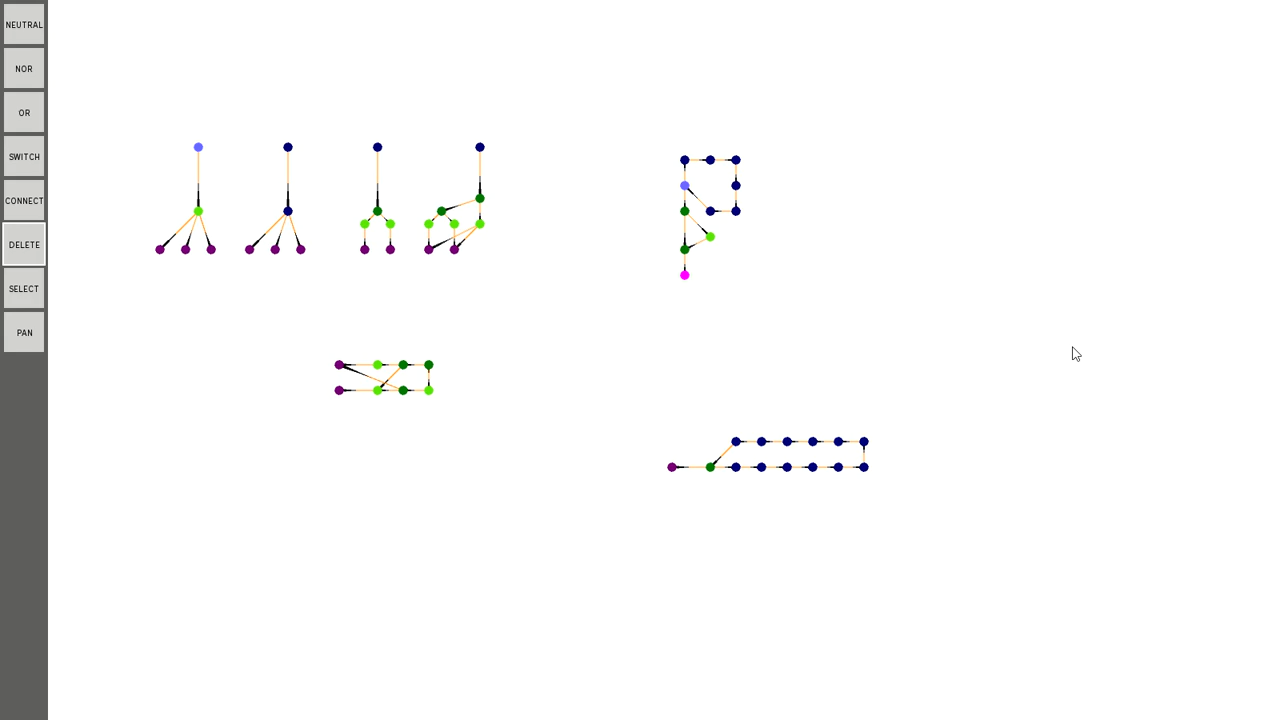 NEUTRAL
NOR
OR
SWITCH
CONNECT
DELETE
SELECT
PAN